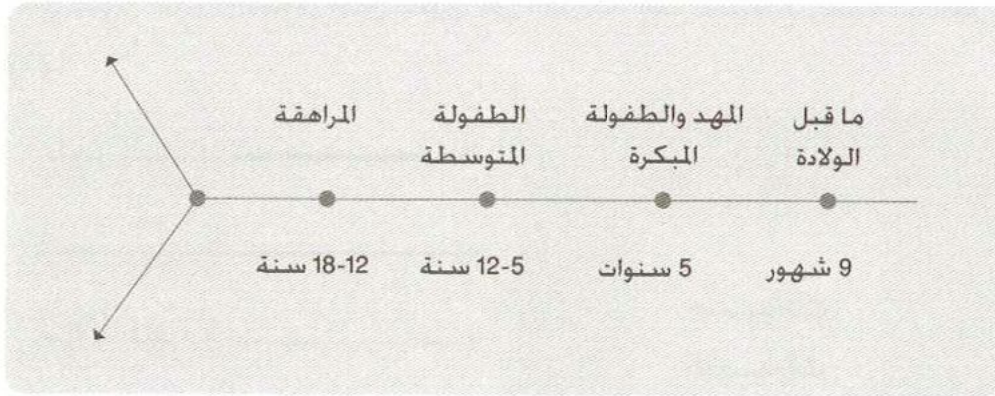 ما قبل
الولادة
المهد والطفولة
المبكرة
الطفولة
المتوسطة
المراهقة
9 شهور
5 سنوات
12-5 سنة
18-12 سنة